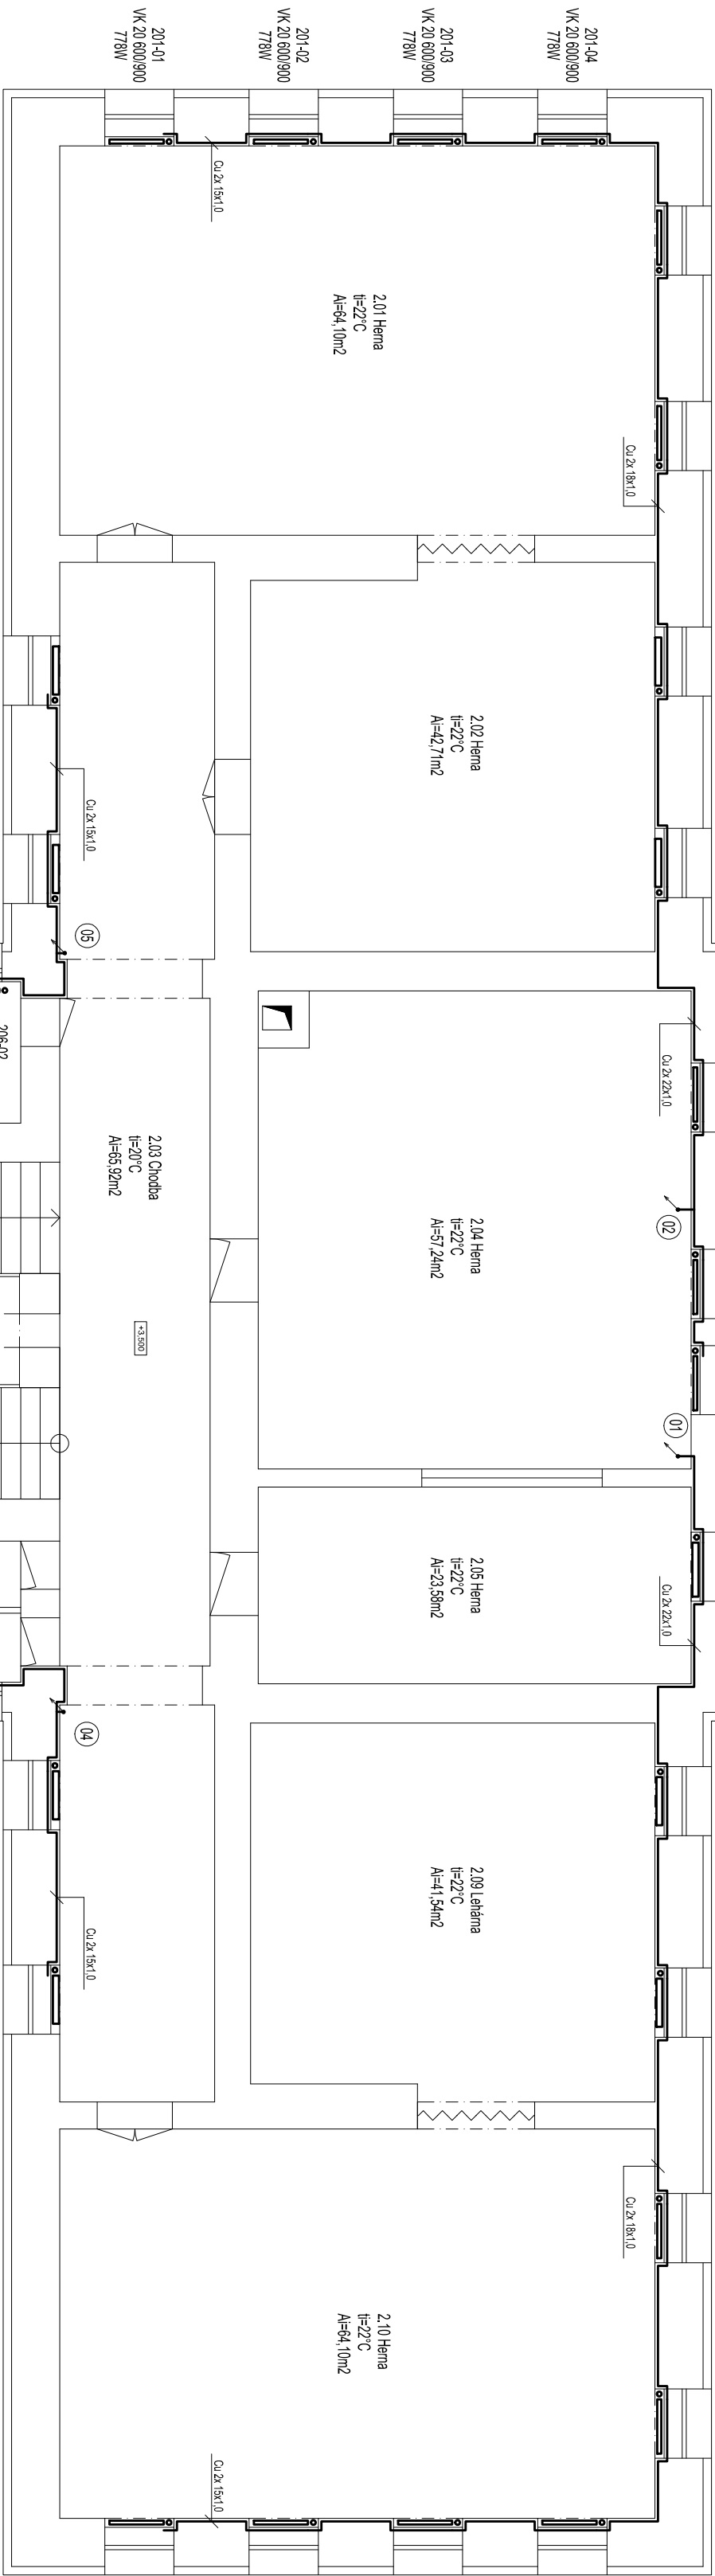 201-01
VK 20 600/900
778W
201-02
VK 20 600/900
778W
201-03
VK 20 600/900
778W
201-04
VK 20 600/900
778W
Cu 2x 15x1,0
2.01 Herna
ti=22°C
Ai=64,10m2
Cu 2x 18x1,0
2.02 Herna
ti=22°C
Ai=42,71m2
Cu 2x 15x1,0
05
206-02
Cu 2x 22x1,0
02
2.03 Chodba
ti=20°C
Ai=65,92m2
2.04 Herna
ti=22°C
Ai=57,24m2
+3,500
01
2.05 Herna
ti=22°C
Ai=23,58m2
Cu 2x 22x1,0
04
2.09 Lehárna
ti=22°C
Ai=41,54m2
Cu 2x 15x1,0
Cu 2x 18x1,0
2.10 Herna
ti=22°C
Ai=64,10m2
Cu 2x 15x1,0